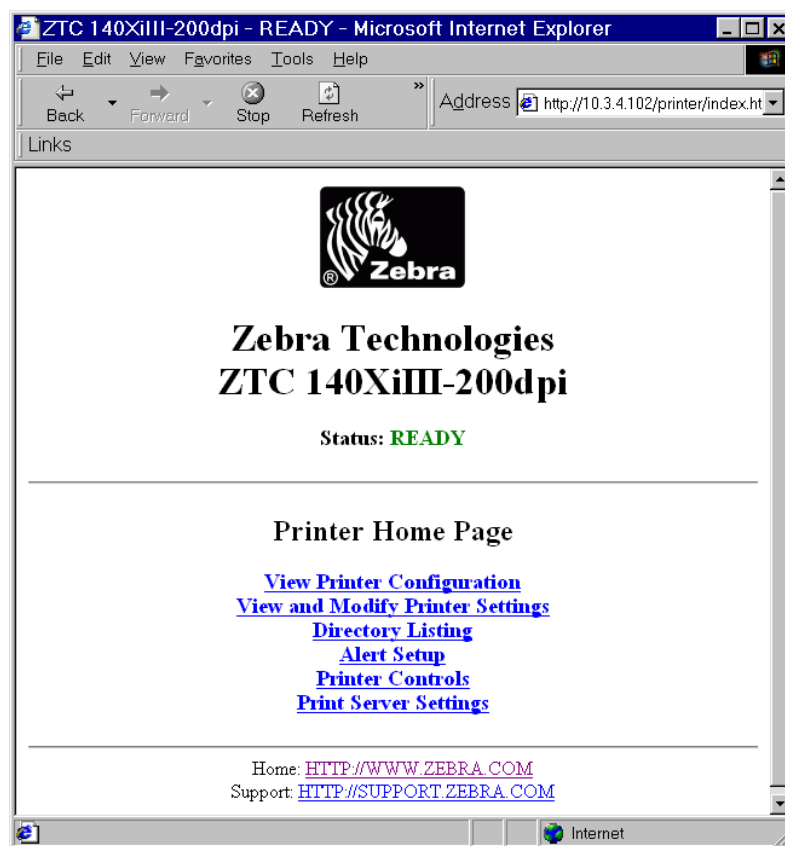 ZTC 140XiIII-200dpi - READY - Microsoft Internet Explorer
File Edit View Favorites Tools Help
Back Forward Stop Refresh » Address http://10.3.4.102/printer/index.ht
Links
® Zebra
Zebra Technologies
ZTC 140XiIII-200dpi
Status: READY
Printer Home Page
View Printer Configuration
View and Modify Printer Settings
Directory Listing
Alert Setup
Printer Controls
Print Server Settings
Home: HTTP://WWW.ZEBRA.COM
Support: HTTP://SUPPORT.ZEBRA.COM
Internet